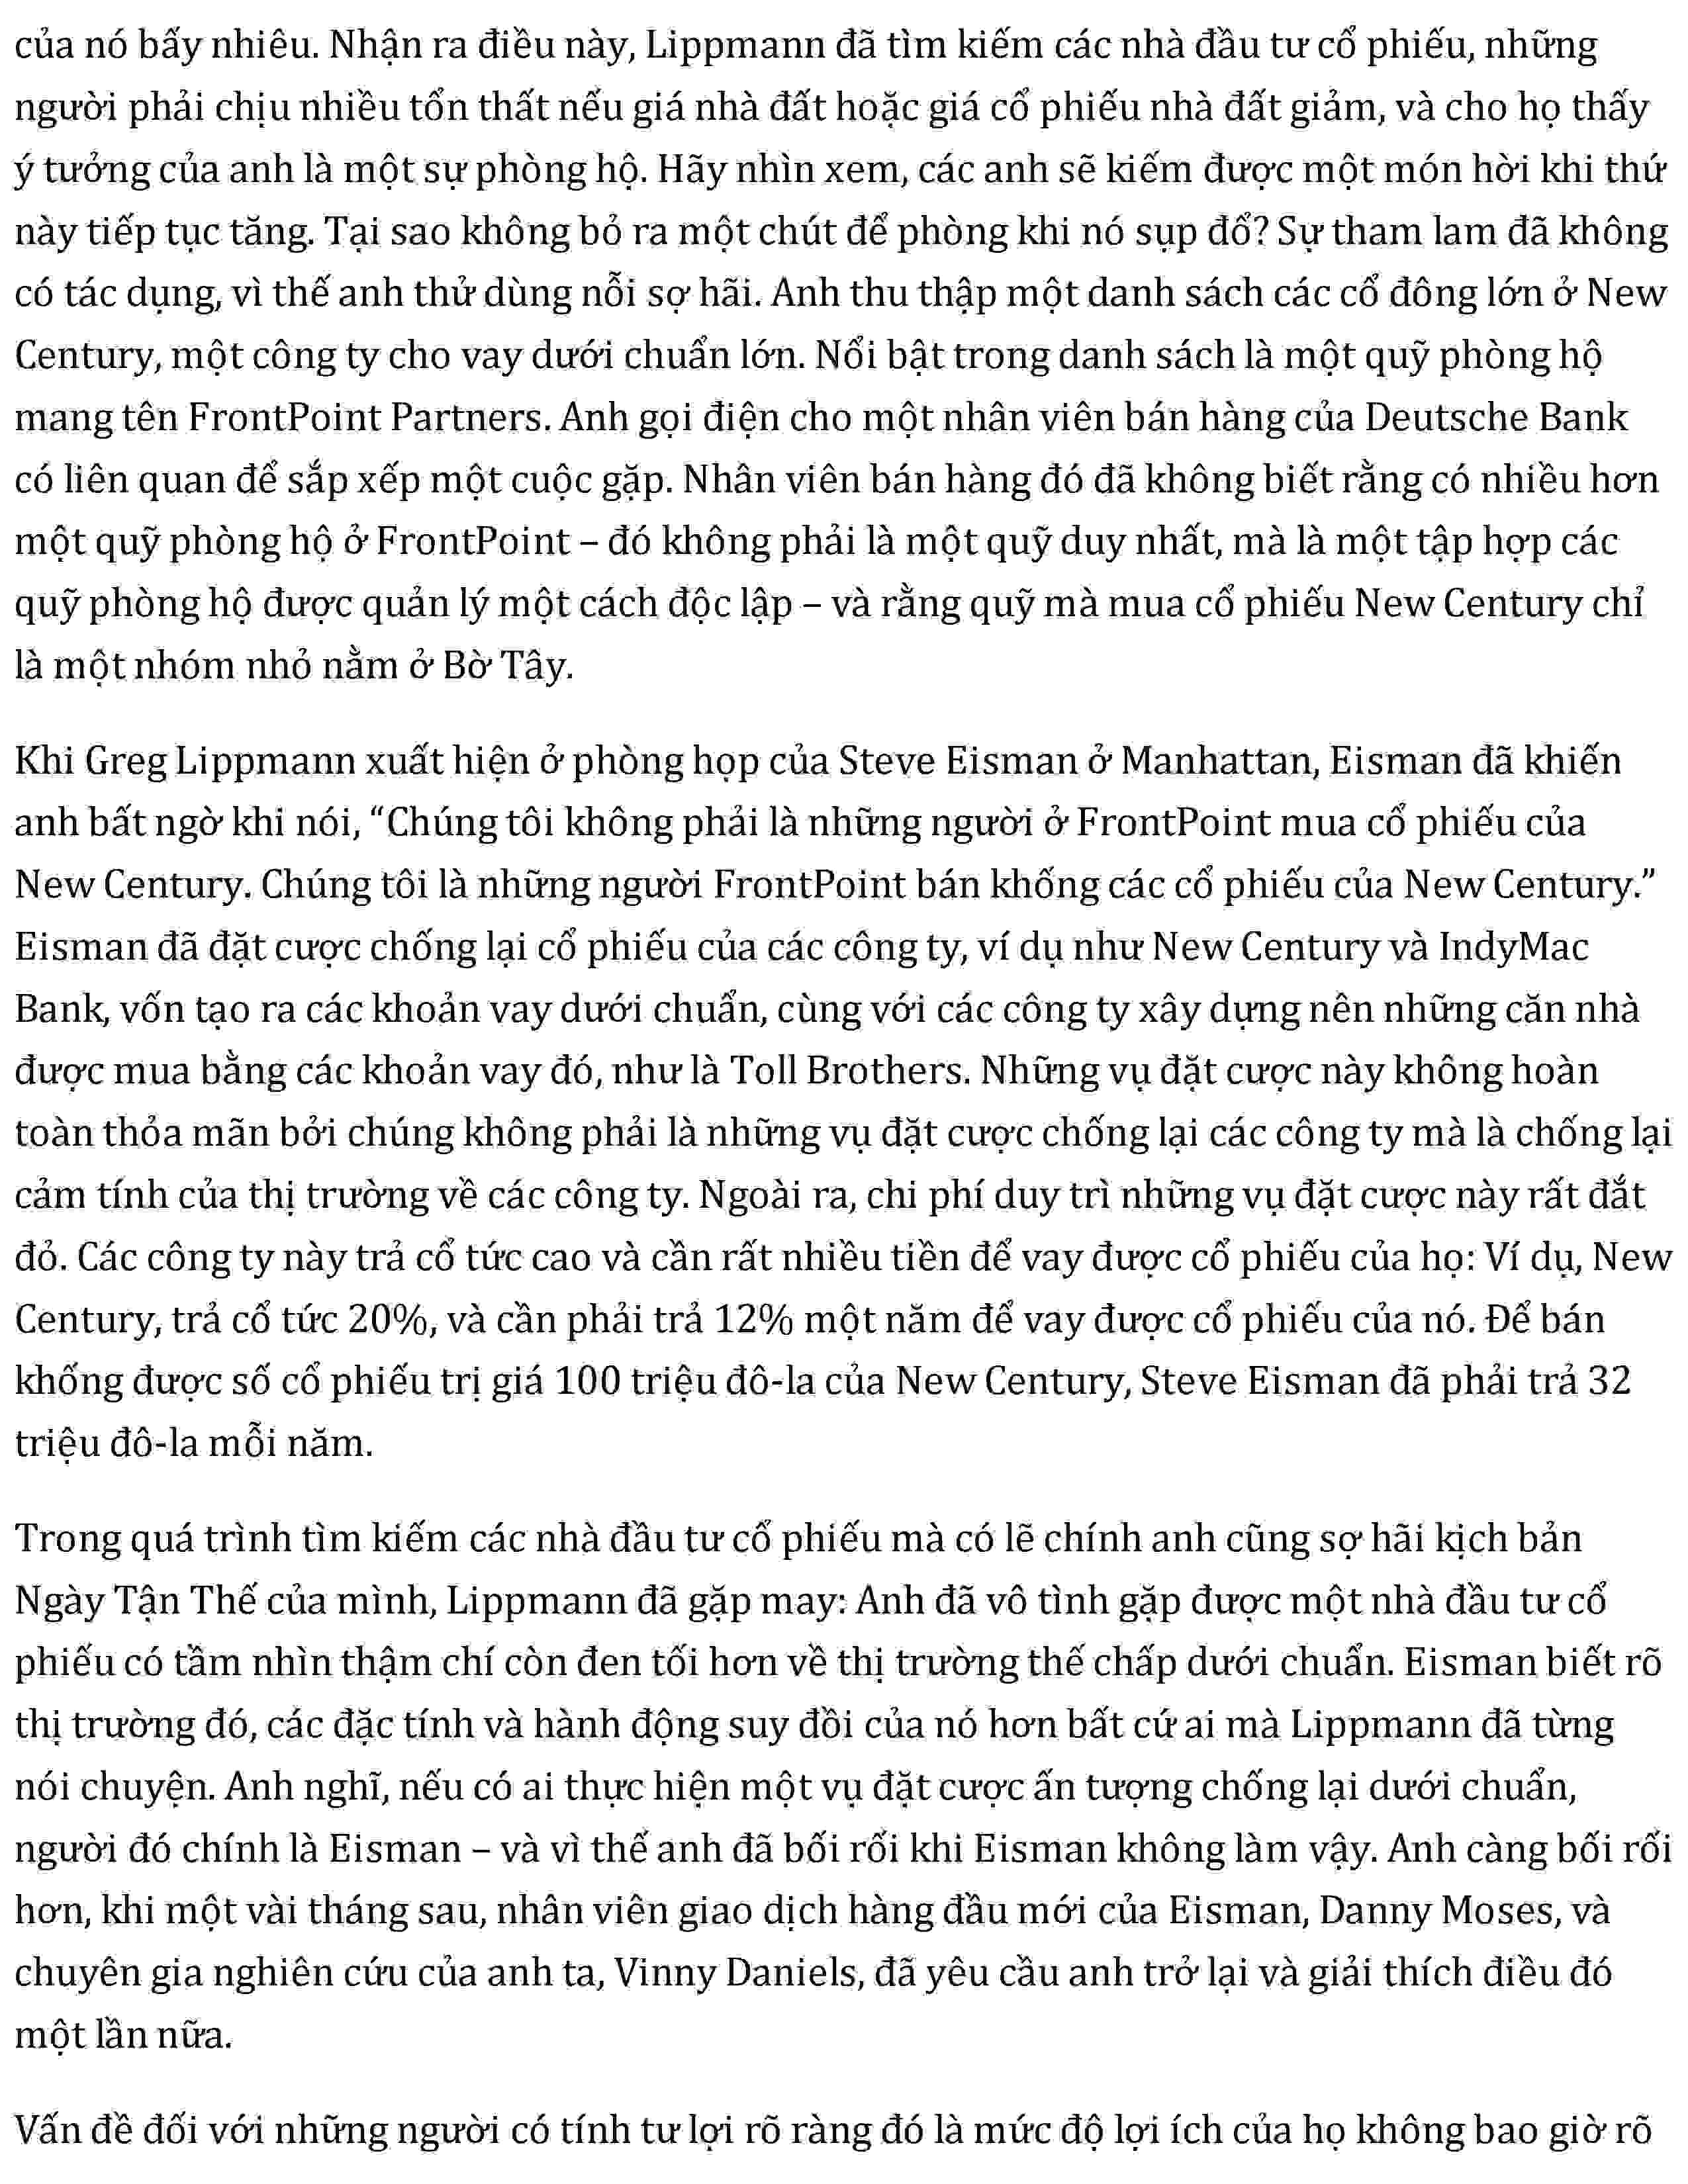 của nó bấy nhiêu. Nhận ra điều này, Lippmann đã tìm kiếm các nhà đầu tư cổ phiếu, những
người phải chịu nhiều tổn thất nếu giá nhà đất hoặc giá cổ phiếu nhà đất giảm, và cho họ thấy
ý tưởng của anh là một sự phòng hộ. Hãy nhìn xem, các anh sẽ kiếm được một món hời khi thứ
này tiếp tục tăng. Tại sao không bỏ ra một chút để phòng khi nó sụp đổ? Sự tham lam đã không
có tác dụng, vì thế anh thử dùng nỗi sợ hãi. Anh thu thập một danh sách các cổ đông lớn ở New
Century, một công ty cho vay dưới chuẩn lớn. Nổi bật trong danh sách là một quỹ phòng hộ
mang tên FrontPoint Partners. Anh gọi điện cho một nhân viên bán hàng của Deutsche Bank
có liên quan để sắp xếp một cuộc gặp. Nhân viên bán hàng đó đã không biết rằng có nhiều hơn
một quỹ phòng hộ ở FrontPoint – đó không phải là một quỹ duy nhất, mà là một tập hợp các
quỹ phòng hộ được quản lý một cách độc lập – và rằng quỹ mà mua cổ phiếu New Century chỉ
là một nhóm nhỏ nằm ở Bờ Tây.
Khi Greg Lippmann xuất hiện ở phòng họp của Steve Eisman ở Manhattan, Eisman đã khiến
anh bất ngờ khi nói, “Chúng tôi không phải là những người ở FrontPoint mua cổ phiếu của
New Century. Chúng tôi là những người FrontPoint bán khống các cổ phiếu của New Century.”
Eisman đã đặt cược chống lại cổ phiếu của các công ty, ví dụ như New Century và IndyMac
Bank, vốn tạo ra các khoản vay dưới chuẩn, cùng với các công ty xây dựng nên những căn nhà
được mua bằng các khoản vay đó, như là Toll Brothers. Những vụ đặt cược này không hoàn
toàn thỏa mãn bởi chúng không phải là những vụ đặt cược chống lại các công ty mà là chống lại
cảm tính của thị trường về các công ty. Ngoài ra, chi phí duy trì những vụ đặt cược này rất đắt
đỏ. Các công ty này trả cổ tức cao và cần rất nhiều tiền để vay được cổ phiếu của họ: Ví dụ, New
Century, trả cổ tức 20%, và cần phải trả 12% một năm để vay được cổ phiếu của nó. Để bán
khống được số cổ phiếu trị giá 100 triệu đô-la của New Century, Steve Eisman đã phải trả 32
triệu đô-la mỗi năm.
Trong quá trình tìm kiếm các nhà đầu tư cổ phiếu mà có lẽ chính anh cũng sợ hãi kịch bản
Ngày Tận Thế của mình, Lippmann đã gặp may: Anh đã vô tình gặp được một nhà đầu tư cổ
phiếu có tầm nhìn thậm chí còn đen tối hơn về thị trường thế chấp dưới chuẩn. Eisman biết rõ
thị trường đó, các đặc tính và hành động suy đồi của nó hơn bất cứ ai mà Lippmann đã từng
nói chuyện. Anh nghĩ, nếu có ai thực hiện một vụ đặt cược ấn tượng chống lại dưới chuẩn,
người đó chính là Eisman – và vì thế anh đã bối rối khi Eisman không làm vậy. Anh càng bối rối
hơn, khi một vài tháng sau, nhân viên giao dịch hàng đầu mới của Eisman, Danny Moses, và
chuyên gia nghiên cứu của anh ta, Vinny Daniels, đã yêu cầu anh trở lại và giải thích điều đó
một lần nữa.
Vấn đề đối với những người có tính tư lợi rõ ràng đó là mức độ lợi ích của họ không bao giờ rõ